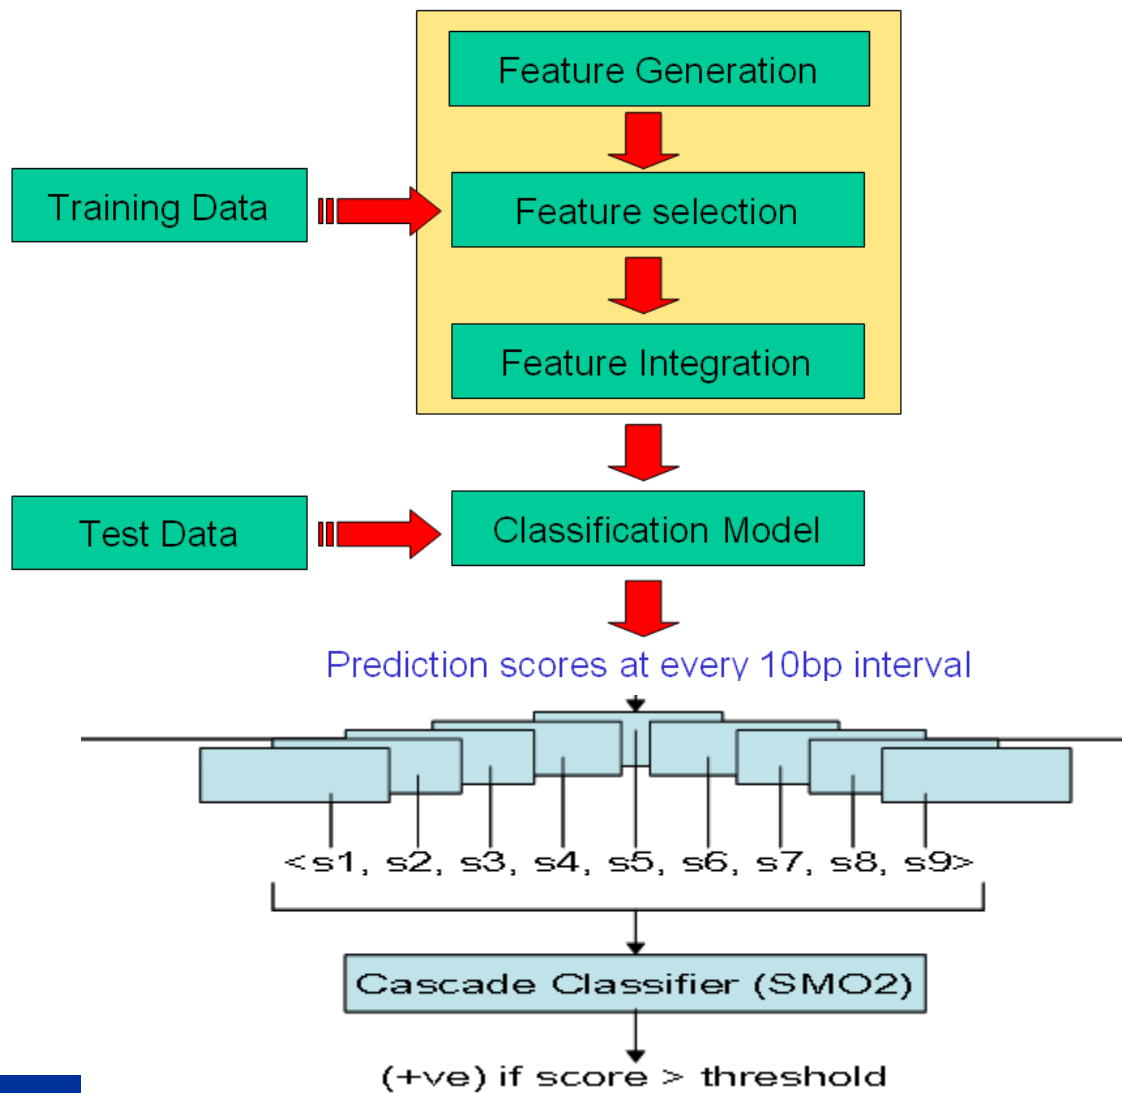 Feature Generation
Training Data
Feature selection
Feature Integration
Test Data
Classification Model
Prediction scores at every 10bp interval
<s1, s2, s3, s4, s5, s6, s7, s8, s9>
Cascade Classifier (SMO2)
(+ve) if score > threshold